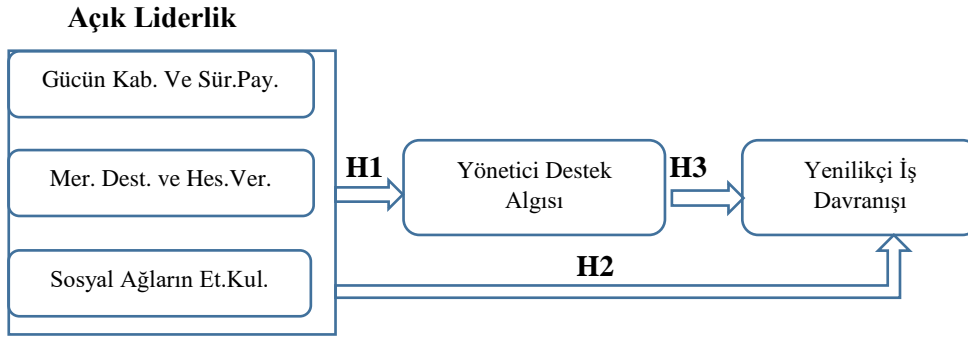 Açık Liderlik
Gücün Kab. Ve Sür.Pay.
Mer. Dest. ve Hes.Ver.
Sosyal Ağların Et.Kul.
H1
Yönetici Destek
Algısı
H3
Yenilikçi İş
Davranışı
H2